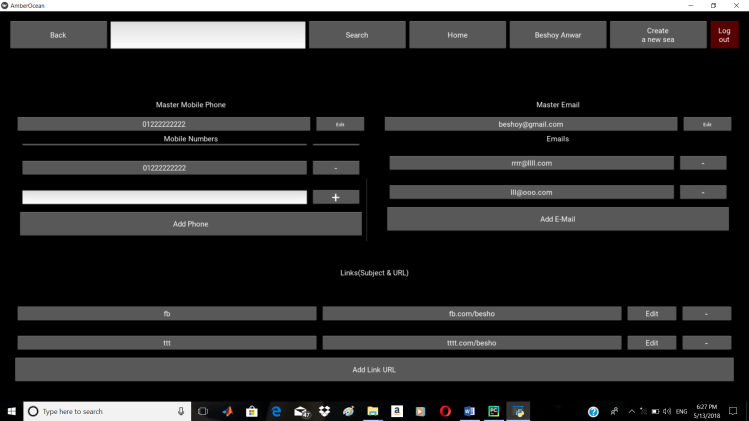 AmberOcean
Back
Search
Home
Beshoy Anwar
Create
a new sea
Log
out
Master Mobile Phone
Master Email
01222222222
Edit
beshoy@gmail.com
Edit
Mobile Numbers
Emails
rrrr@llll.com
-
01222222222
-
lll@ooo.com
-
+
Add Phone
Add E-Mail
Links(Subject & URL)
fb
fb.com/besho
Edit
-
ttt
tttt.com/besho
Edit
-
Add Link URL
Type here to search
47
ENG
6:27 PM
5/13/2018